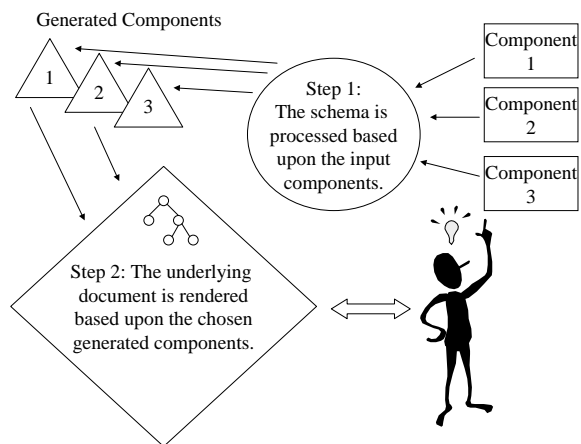 Generated Components
1
2
3
Step 1:
The schema is
processed based
upon the input
components.
Component
1
Component
2
Component
3
Step 2: The underlying
document is rendered
based upon the chosen
generated components.